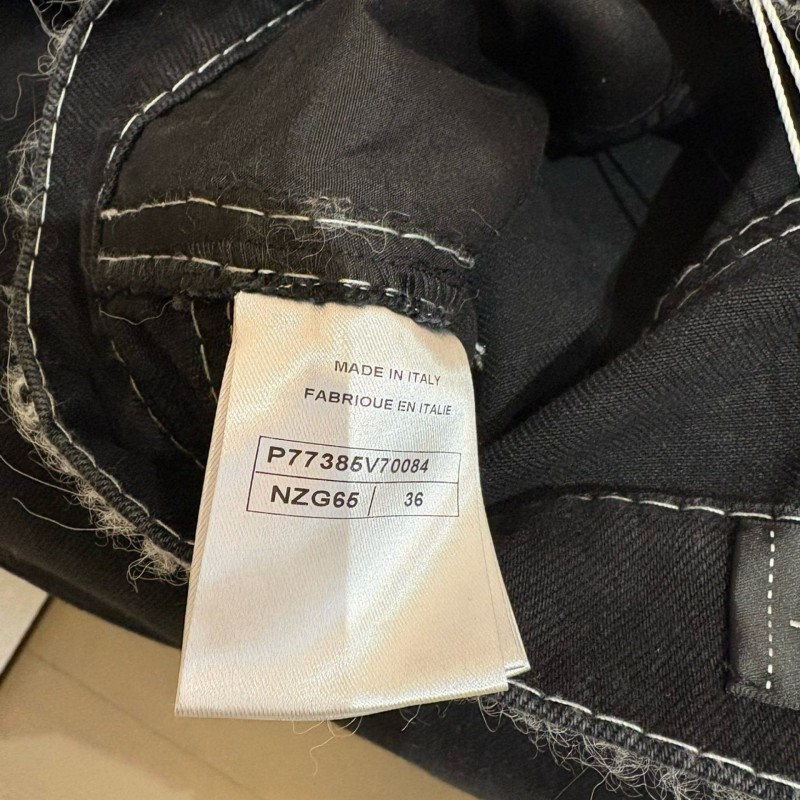 MADE IN ITALY
FABRIQUE EN ITALIE
P77385V70084
NZG65 / 36